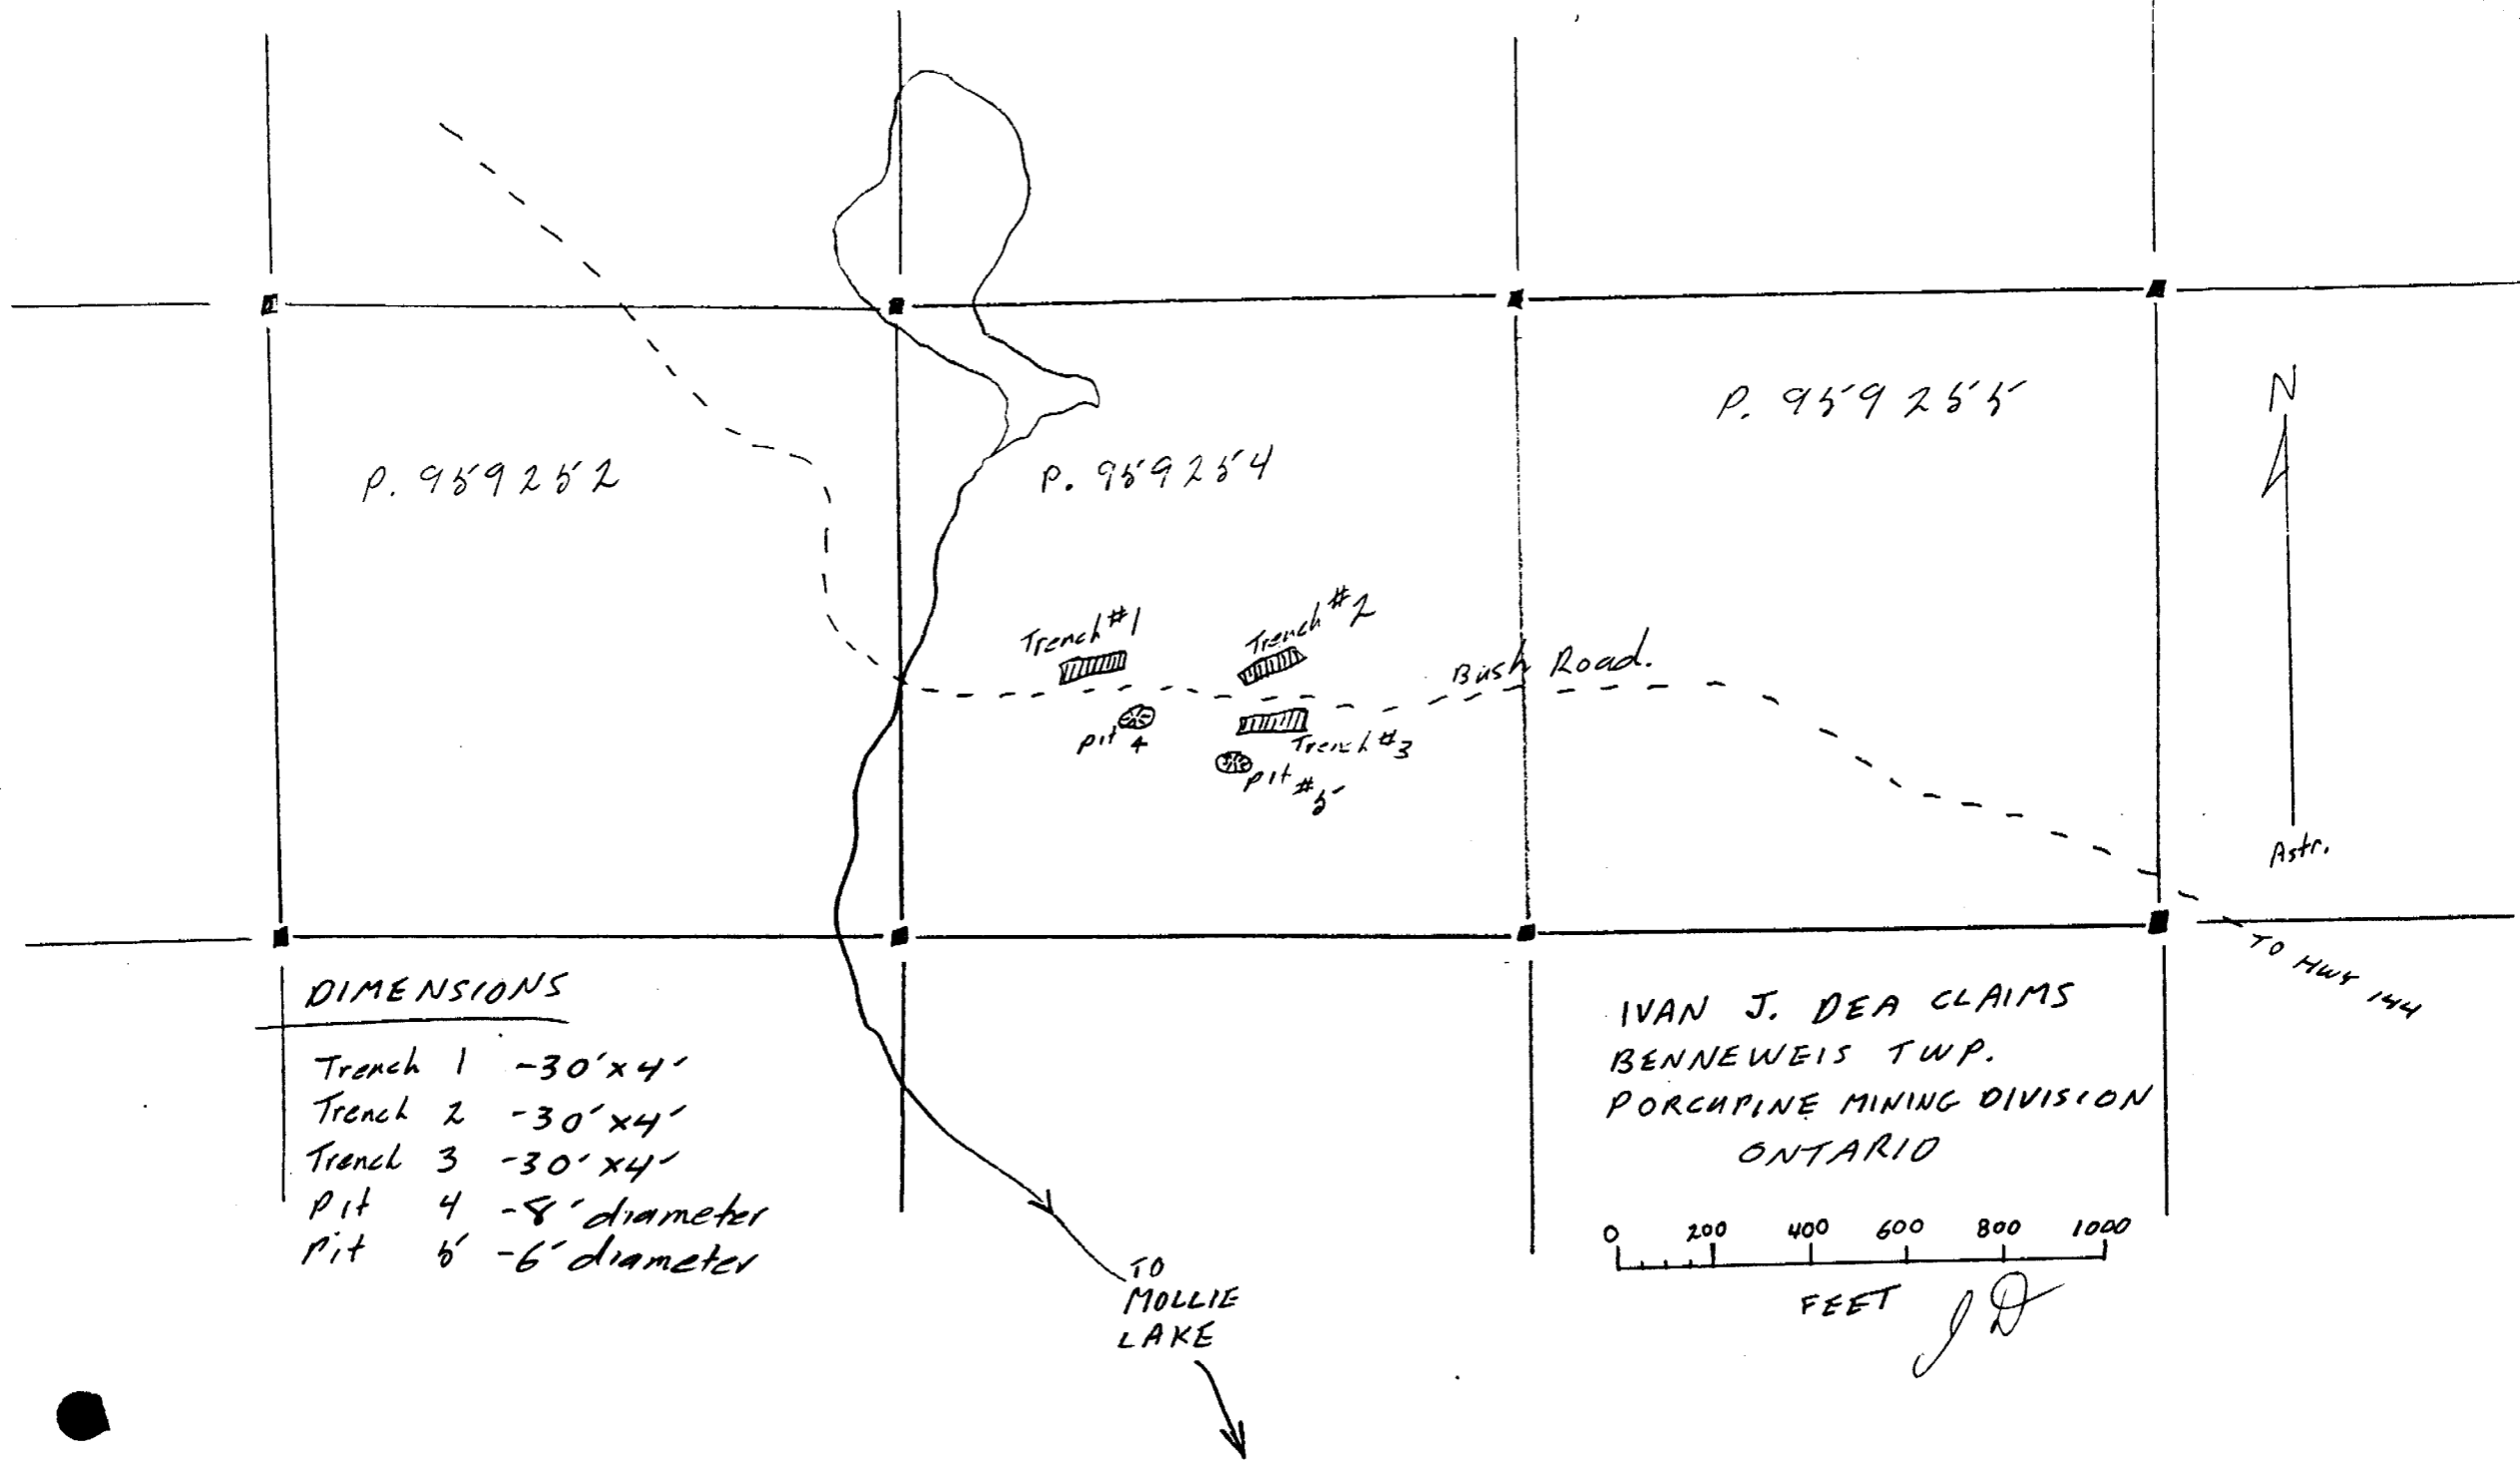 P. 959252
P. 959254
P. 959255
N
Astr.
Trench #1
Trench #2
Bush Road.
Pit 4
Trench #3
Pit #5
TO HWY 144
DIMENSIONS
Trench 1 -30'x4'
Trench 2 -30'x4'
Trench 3 -30'x4'
Pit 4 -8' diameter
Pit 5 -6' diameter
IVAN J. DEA CLAIMS
BENNEWEIS TWP.
PORCUPINE MINING DIVISION
ONTARIO
0 200 400 600 800 1000
FEET
JD
TO
MOLLIE
LAKE